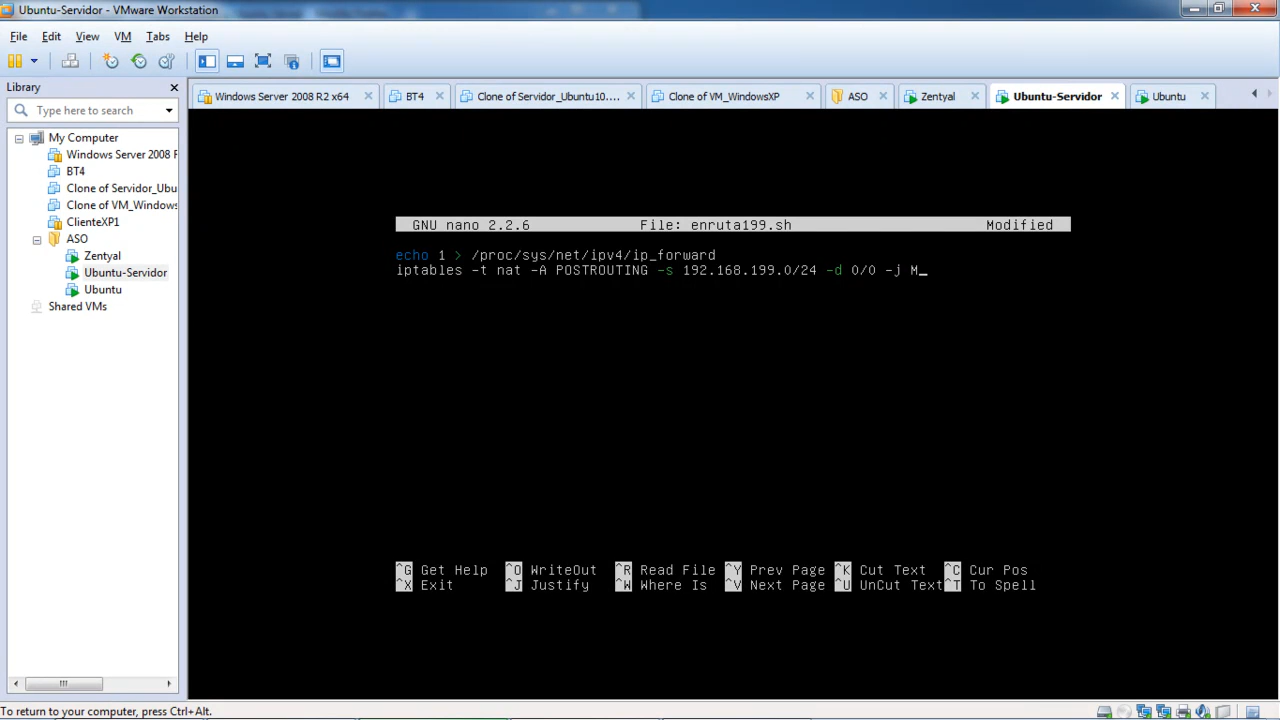 Ubuntu-Servidor - VMware Workstation
File Edit View VM Tabs Help
Library
Type here to search
Windows Server 2008 R2 x64
BT4
Clone of Servidor_Ubuntu10....
Clone of VM_WindowsXP
ASO
Zentyal
Ubuntu-Servidor
Ubuntu
My Computer
Windows Server 2008 R
BT4
Clone of Servidor_Ubu
Clone of VM_Windows
ClienteXP1
ASO
Zentyal
Ubuntu-Servidor
Ubuntu
Shared VMs
GNU nano 2.2.6 File: enruta199.sh Modified
echo 1 > /proc/sys/net/ipv4/ip_forward
iptables -t nat -A POSTROUTING -s 192.168.199.0/24 -d 0/0 -j M_
^G Get Help ^O WriteOut ^R Read File ^Y Prev Page ^K Cut Text ^C Cur Pos
^X Exit ^J Justify ^W Where Is ^V Next Page ^U UnCut Text ^T To Spell
To return to your computer, press Ctrl+Alt.